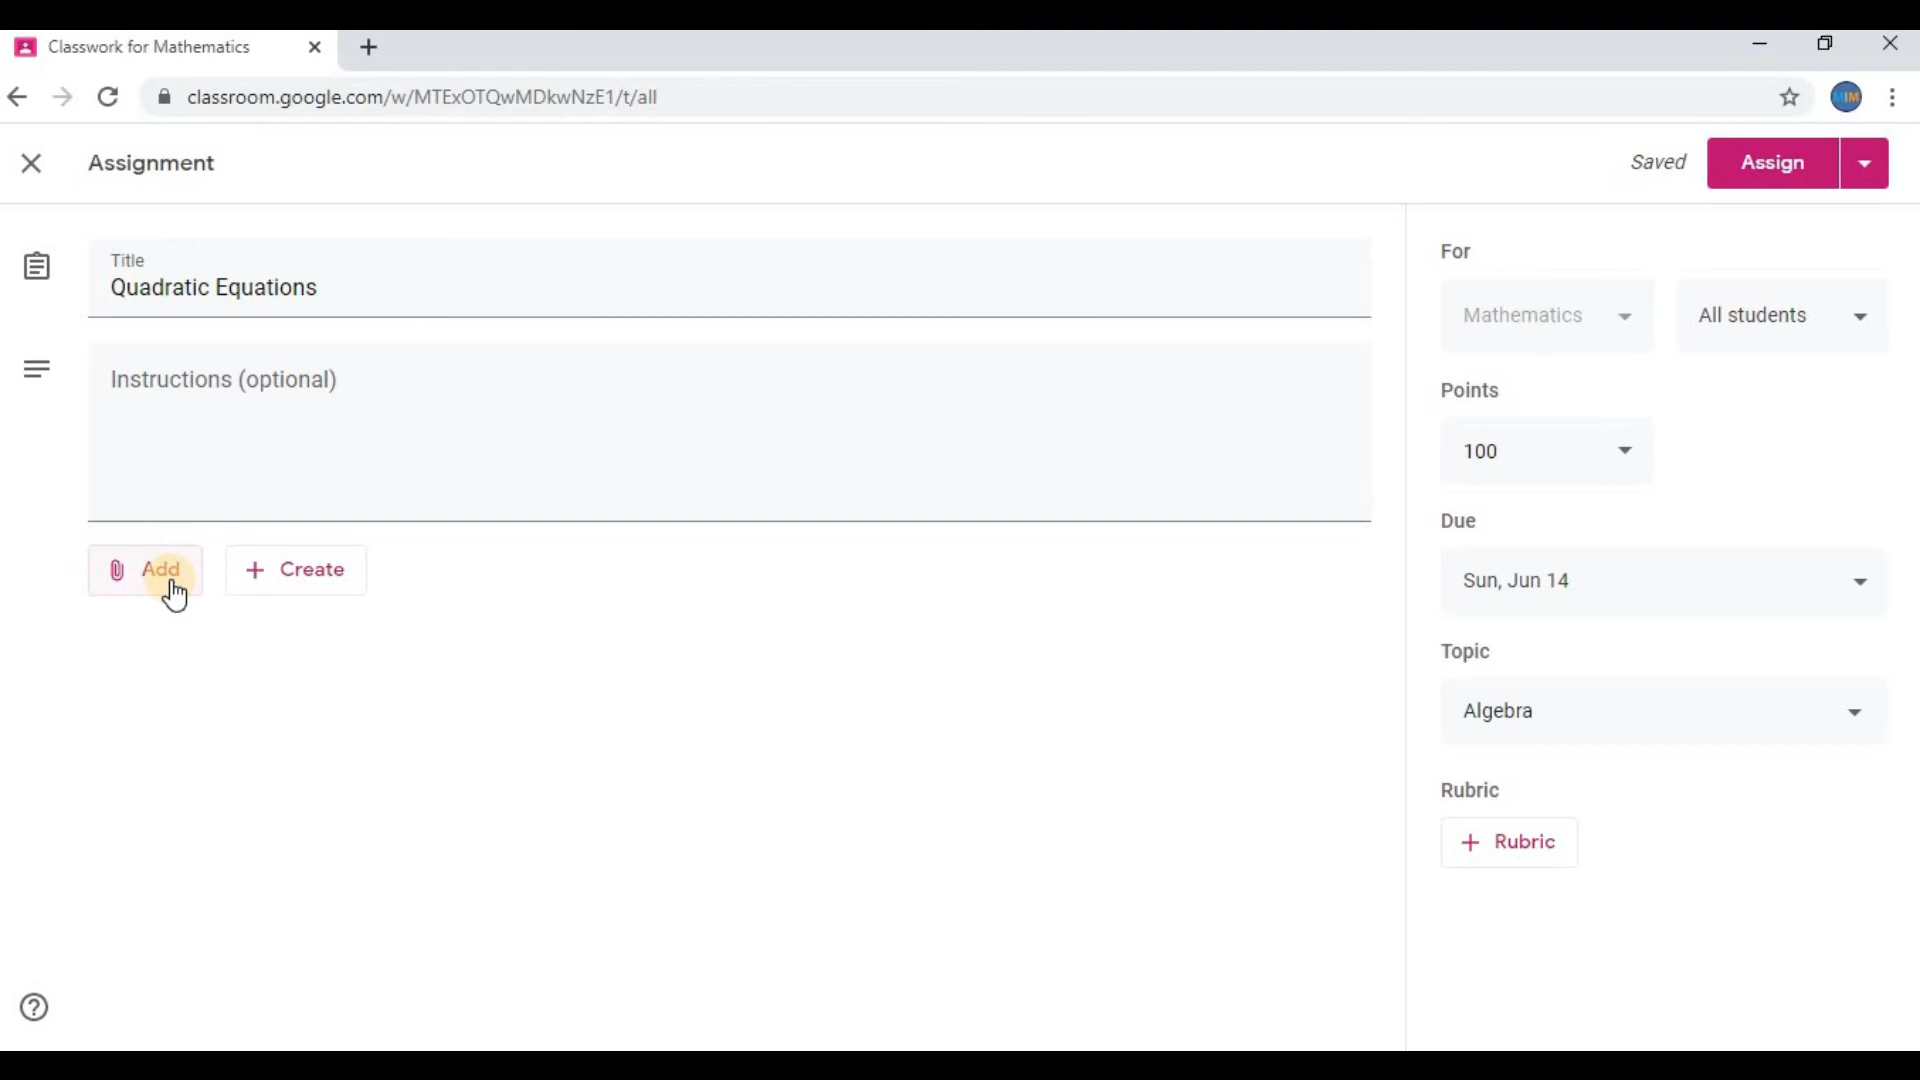 Classwork for Mathematics
classroom.google.com/w/MTExOTQwMDkwNzE1/t/all
MIM
Assignment
Saved
Assign
Title
Quadratic Equations
Instructions (optional)
Add
Create
For
Mathematics
All students
Points
100
Due
Sun, Jun 14
Topic
Algebra
Rubric
Rubric